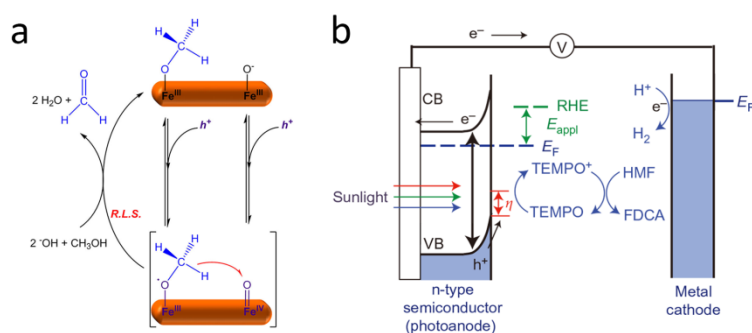 a
H
H
H
O
O
2 H₂O +
H
H
Fe^III
O⁻
Fe^III
h⁺
h⁺
R.L.S.
2 ⁻OH + CH₃OH
H
H
H
⁻O
O
Fe^III
Fe^IV
b
e⁻
V
CB
e⁻
RHE
E_appl
E_F
H⁺
e⁻
H₂
E_F
TEMPO⁺
HMF
Sunlight
η
TEMPO
FDCA
VB
h⁺
n-type
semiconductor
(photoanode)
Metal
cathode